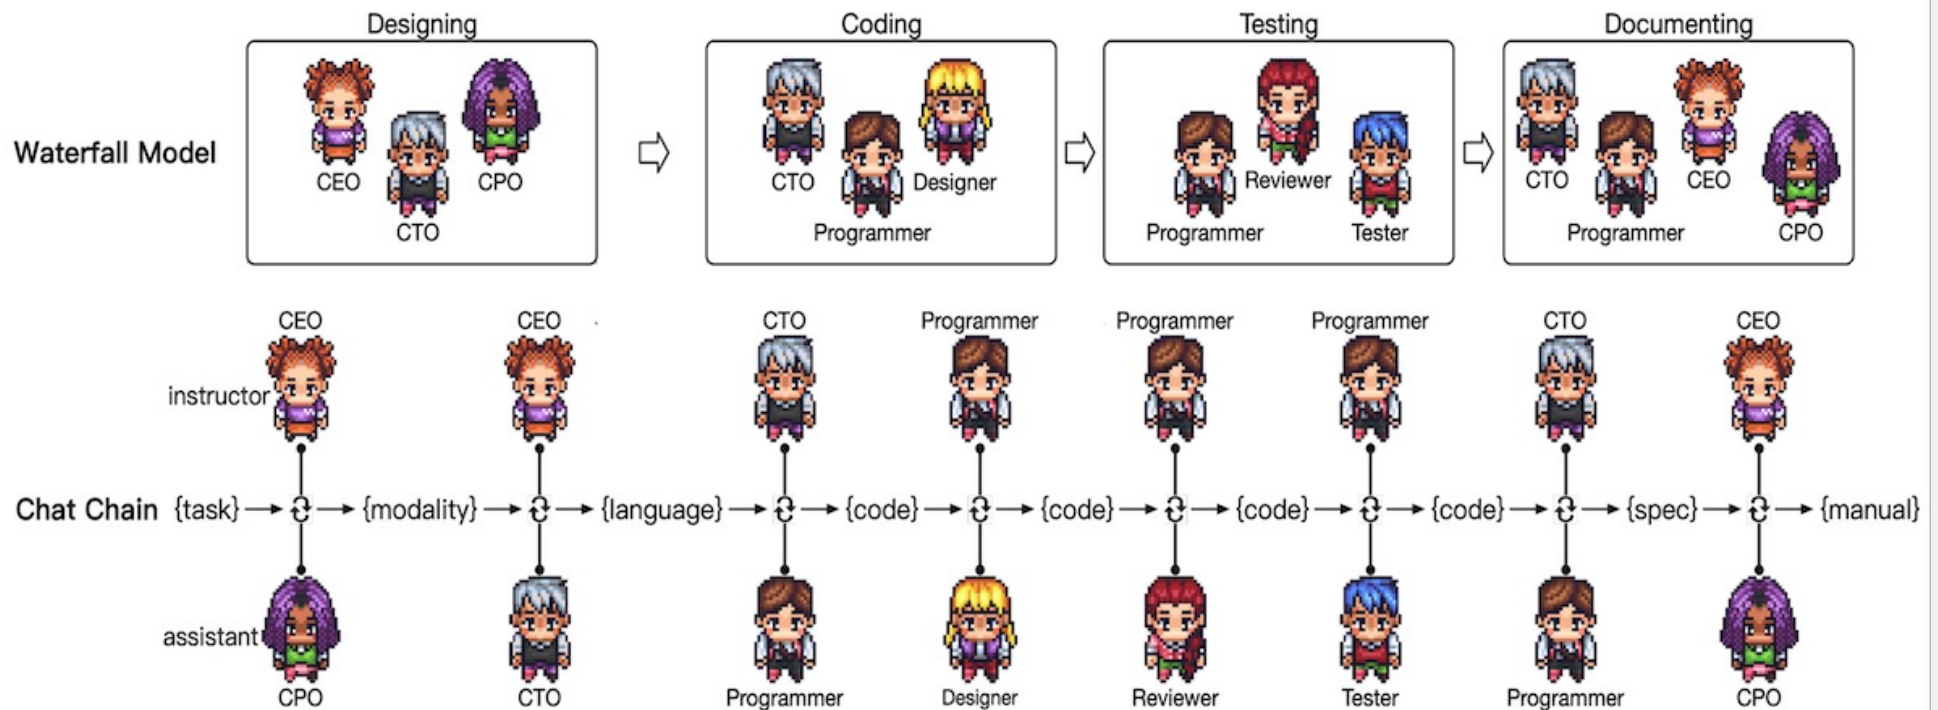 Designing
Coding
Testing
Documenting
Waterfall Model
CEO
CTO
CPO
CTO
Programmer
Designer
Programmer
Reviewer
Tester
CTO
Programmer
CEO
CPO
CEO
CEO
CTO
Programmer
Programmer
Programmer
CTO
CEO
instructor
Chat Chain {task} {modality} {language} {code} {code} {code} {code} {spec} {manual}
assistant
CPO
CTO
Programmer
Designer
Reviewer
Tester
Programmer
CPO